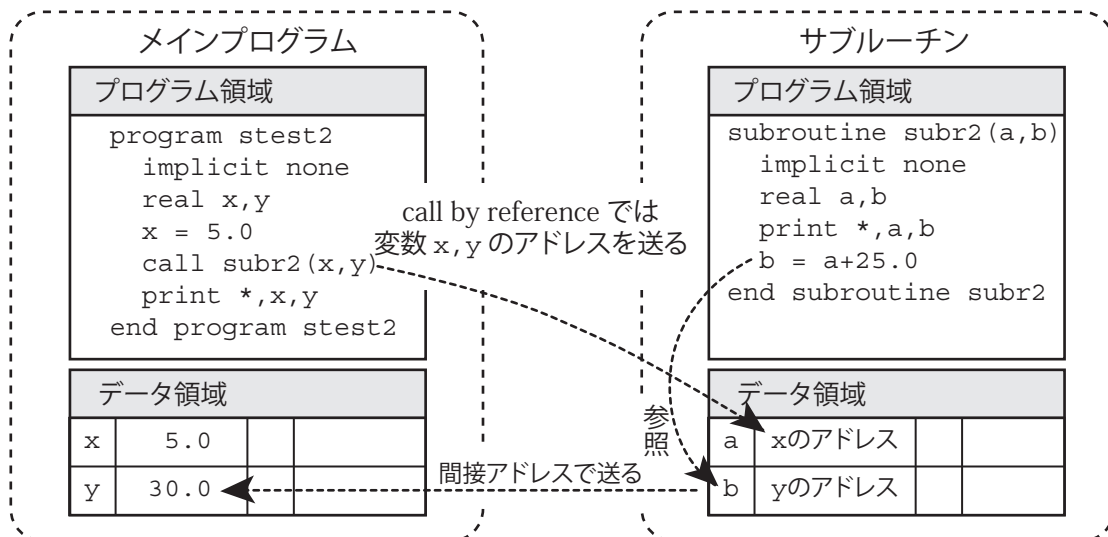 メインプログラム
プログラム領域
program stest2
implicit none
real x,y
x = 5.0
call subr2(x,y)
print *,x,y
end program stest2
データ領域
x 5.0
y 30.0
call by reference では
変数 x,y のアドレスを送る
参照
間接アドレスで送る
サブルーチン
プログラム領域
subroutine subr2(a,b)
implicit none
real a,b
print *,a,b
b = a+25.0
end subroutine subr2
データ領域
a xのアドレス
b yのアドレス